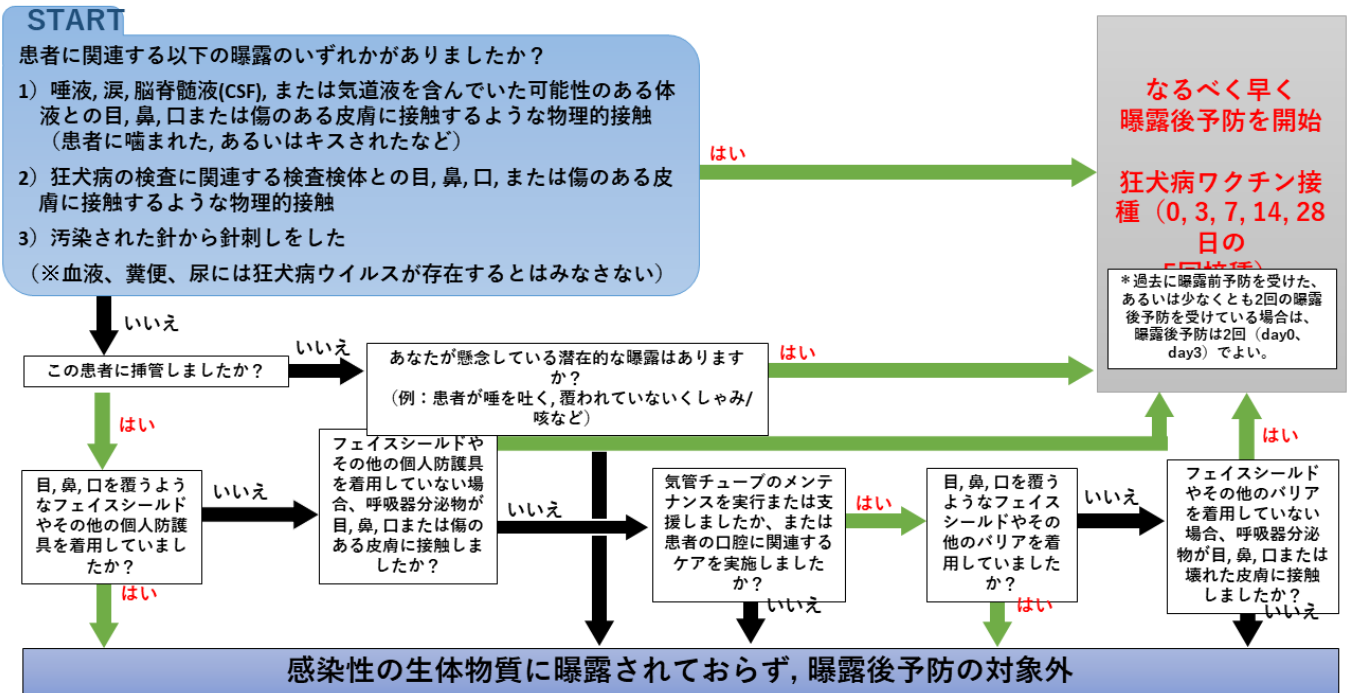 START
患者に関連する以下の曝露のいずれかがありましたか？
1）唾液, 涙, 脳脊髄液(CSF), または気道液を含んでいた可能性のある体
液との目, 鼻, 口または傷のある皮膚に接触するような物理的接触
（患者に噛まれた, あるいはキスされたなど）
2）狂犬病の検査に関連する検査検体との目, 鼻, 口, または傷のある皮
膚に接触するような物理的接触
3）汚染された針から針刺しをした
（※血液、糞便、尿には狂犬病ウイルスが存在するとはみなさない）
はい
なるべく早く
曝露後予防を開始
狂犬病ワクチン接
種（0, 3, 7, 14, 28
日の
5回接種）
＊過去に曝露前予防を受けた、
あるいは少なくとも2回の曝露
後予防を受けている場合は、
曝露後予防は2回（day0、
day3）でよい。
いいえ
この患者に挿管しましたか？
いいえ
あなたが懸念している潜在的な曝露はあります
か？
（例：患者が唾を吐く, 覆われていないくしゃみ/
咳など）
はい
はい
目, 鼻, 口を覆うよう
なフェイスシールド
やその他の個人防護
具を着用していまし
たか？
いいえ
フェイスシールドや
その他の個人防護具
を着用していない場
合、呼吸器分泌物が
目, 鼻, 口または傷の
ある皮膚に接触しま
したか？
いいえ
気管チューブのメンテ
ナンスを実行または支
援しましたか、または
患者の口腔に関連する
ケアを実施しました
か？
はい
目, 鼻, 口を覆う
ようなフェイス
シールドやその
他のバリアを着
用していました
か？
いいえ
フェイスシールド
やその他のバリア
を着用していない
場合、呼吸器分泌
物が目, 鼻, 口または
壊れた皮膚に接触
しましたか？
はい
はい
いいえ
はい
いいえ
感染性の生体物質に曝露されておらず, 曝露後予防の対象外